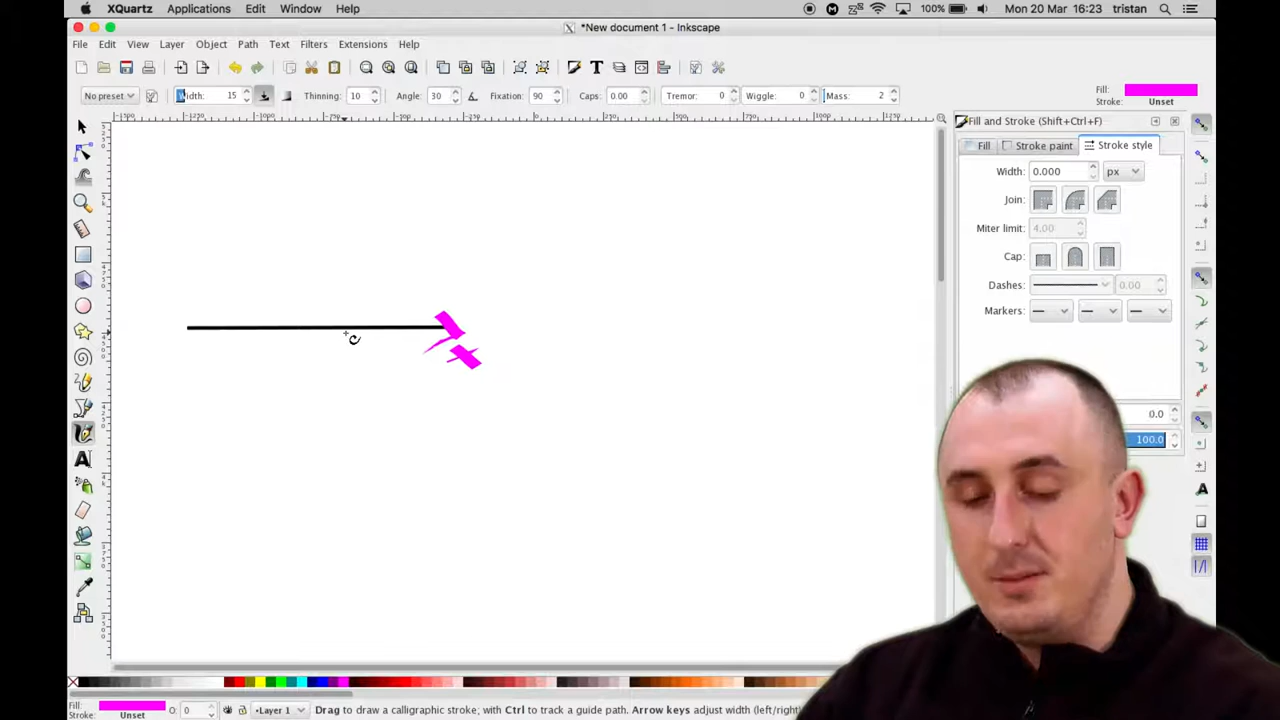 XQuartz Applications Edit Window Help 100% Mon 20 Mar 16:23 tristan
*New document 1 - Inkscape
File Edit View Layer Object Path Text Filters Extensions Help
No preset Width: 15 Thinning: 10 Angle: 30 Fixation: 90 Caps: 0.00 Tremor: 0 Wiggle: 0 Mass: 2
Fill:
Stroke: Unset
Fill and Stroke (Shift+Ctrl+F)
Fill Stroke paint Stroke style
Width: 0.000 px
Join:
Miter limit: 4.00
Cap:
Dashes: 0.00
Markers:
0.0
100.0
Fill:
Stroke: Unset
O: 0
Layer 1
Drag to draw a calligraphic stroke; with Ctrl to track a guide path. Arrow keys adjust width (left/right)